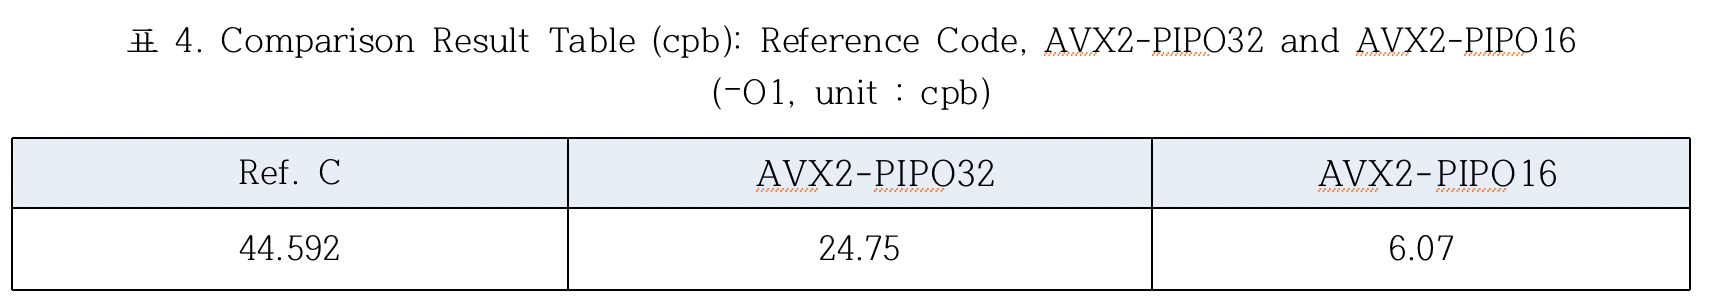 표 4. Comparison Result Table (cpb): Reference Code, AVX2-PIPO32 and AVX2-PIPO16
(-O1, unit : cpb)
Ref. C AVX2-PIPO32 AVX2-PIPO16
44.592 24.75 6.07